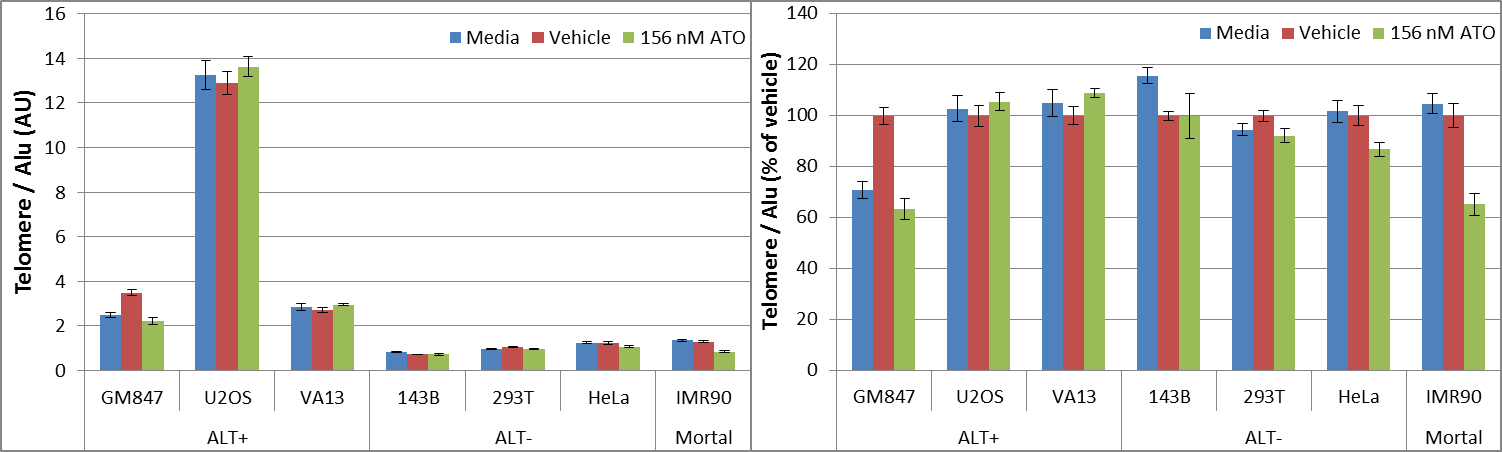 Telomere / Alu (AU)
Media Vehicle 156 nM ATO
16
14
12
10
8
6
4
2
0
GM847 U2OS VA13 143B 293T HeLa IMR90
ALT+ ALT- Mortal
Telomere / Alu (% of vehicle)
Media Vehicle 156 nM ATO
140
120
100
80
60
40
20
0
GM847 U2OS VA13 143B 293T HeLa IMR90
ALT+ ALT- Mortal